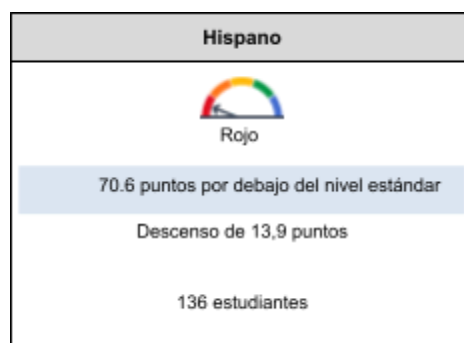 Hispano
Rojo
70.6 puntos por debajo del nivel estándar
Descenso de 13,9 puntos
136 estudiantes